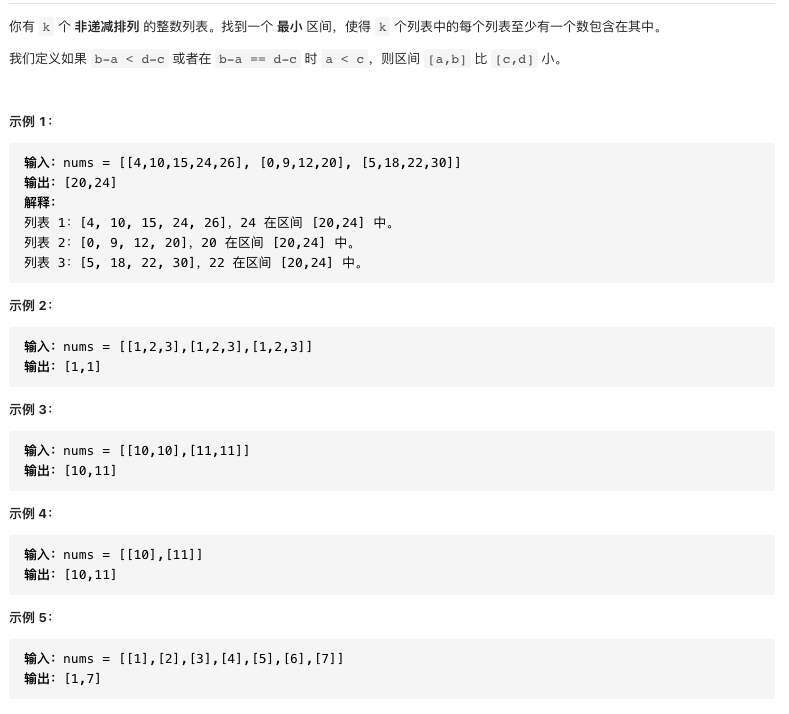 你有 k 个 非递减排列 的整数列表。找到一个 最小 区间，使得 k 个列表中的每个列表至少有一个数包含在其中。
我们定义如果 b-a < d-c 或者在 b-a == d-c 时 a < c，则区间 [a,b] 比 [c,d] 小。
示例 1：
输入：nums = [[4,10,15,24,26], [0,9,12,20], [5,18,22,30]]
输出：[20,24]
解释：
列表 1：[4, 10, 15, 24, 26]，24 在区间 [20,24] 中。
列表 2：[0, 9, 12, 20]，20 在区间 [20,24] 中。
列表 3：[5, 18, 22, 30]，22 在区间 [20,24] 中。
示例 2：
输入：nums = [[1,2,3],[1,2,3],[1,2,3]]
输出：[1,1]
示例 3：
输入：nums = [[10,10],[11,11]]
输出：[10,11]
示例 4：
输入：nums = [[10],[11]]
输出：[10,11]
示例 5：
输入：nums = [[1],[2],[3],[4],[5],[6],[7]]
输出：[1,7]